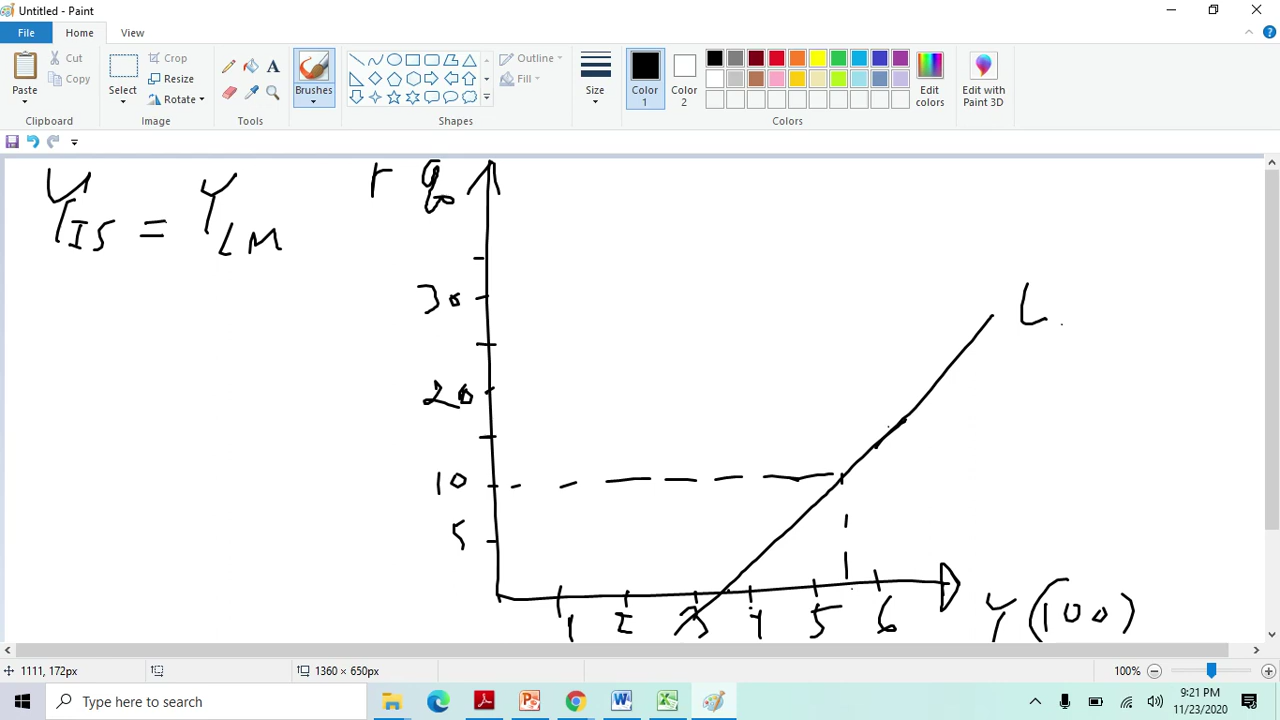 Untitled - Paint
File Home View
Paste Cut Copy
Clipboard
Select Crop Resize Rotate
Image
Tools
Brushes
Shapes
Outline Fill
Size
Color 1 Color 2
Edit colors
Colors
Edit with Paint 3D
Y
YIS = YLM
r %
30
20
10
5
1 2 3 4 5 6
Y (100)
L
1111, 172px
1360 × 650px
100%
Type here to search
9:21 PM
11/23/2020